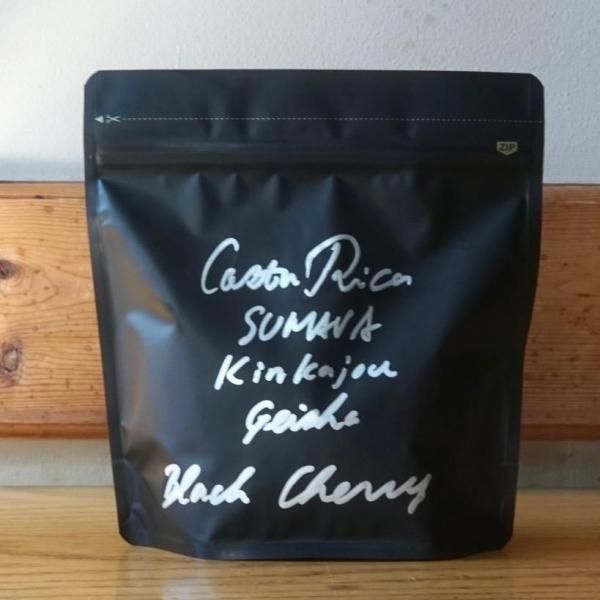 ZIP
Costa Rica
SUMAVA
Kinkajou
Geisha
Black Cherry